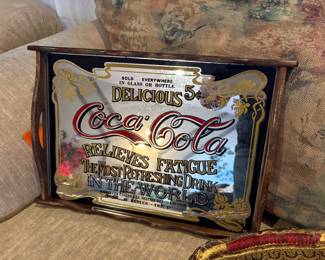 SOLD EVERYWHERE
IN GLASS OR BOTTLE
DELICIOUS 5¢
Coca-Cola
RELIEVES FATIGUE
THE MOST REFRESHING DRINK
IN THE WORLD